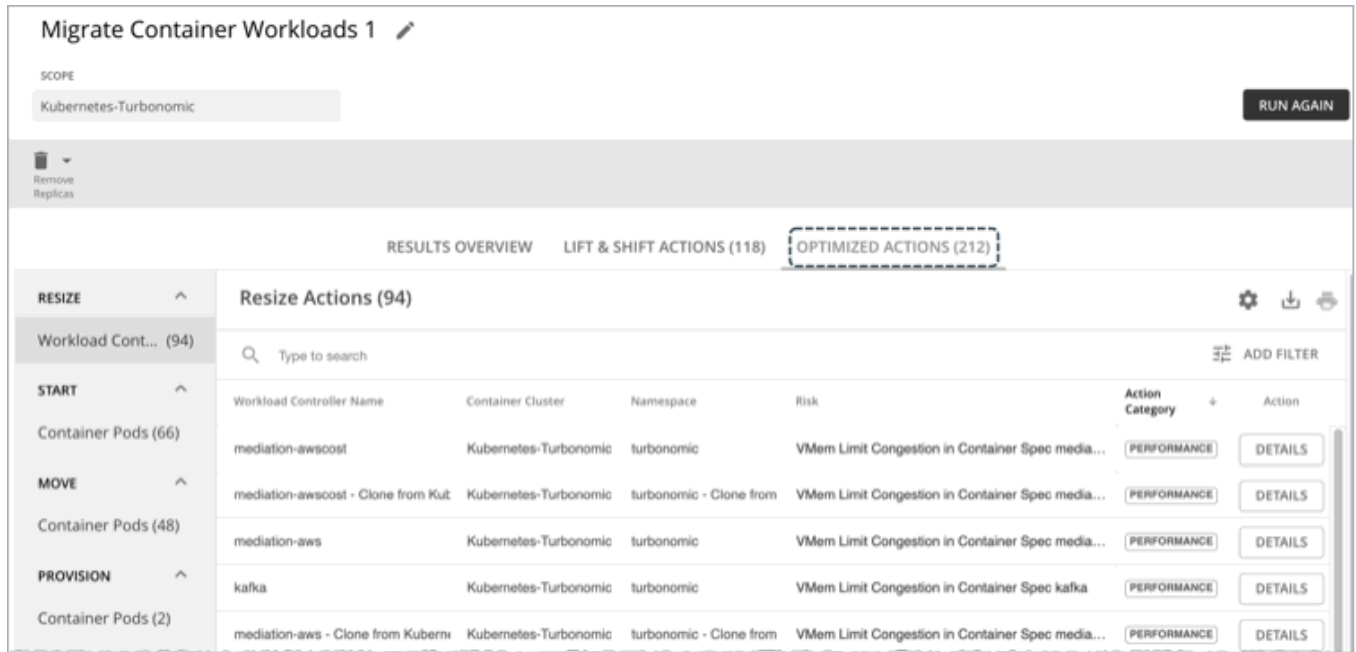 Migrate Container Workloads 1
SCOPE
Kubernetes-Turbonomic
RUN AGAIN
Remove
Replicas
RESULTS OVERVIEW LIFT & SHIFT ACTIONS (118) OPTIMIZED ACTIONS (212)
RESIZE
Workload Cont... (94)
START
Container Pods (66)
MOVE
Container Pods (48)
PROVISION
Container Pods (2)
Resize Actions (94)
Type to search
ADD FILTER
Workload Controller Name Container Cluster Namespace Risk Action Category Action
mediation-awscost Kubernetes-Turbonomic turbonomic VMem Limit Congestion in Container Spec media... PERFORMANCE DETAILS
mediation-awscost - Clone from Kub Kubernetes-Turbonomic turbonomic - Clone from VMem Limit Congestion in Container Spec media... PERFORMANCE DETAILS
mediation-aws Kubernetes-Turbonomic turbonomic VMem Limit Congestion in Container Spec media... PERFORMANCE DETAILS
kafka Kubernetes-Turbonomic turbonomic VMem Limit Congestion in Container Spec kafka PERFORMANCE DETAILS
mediation-aws - Clone from Kuberne Kubernetes-Turbonomic turbonomic - Clone from VMem Limit Congestion in Container Spec media... PERFORMANCE DETAILS